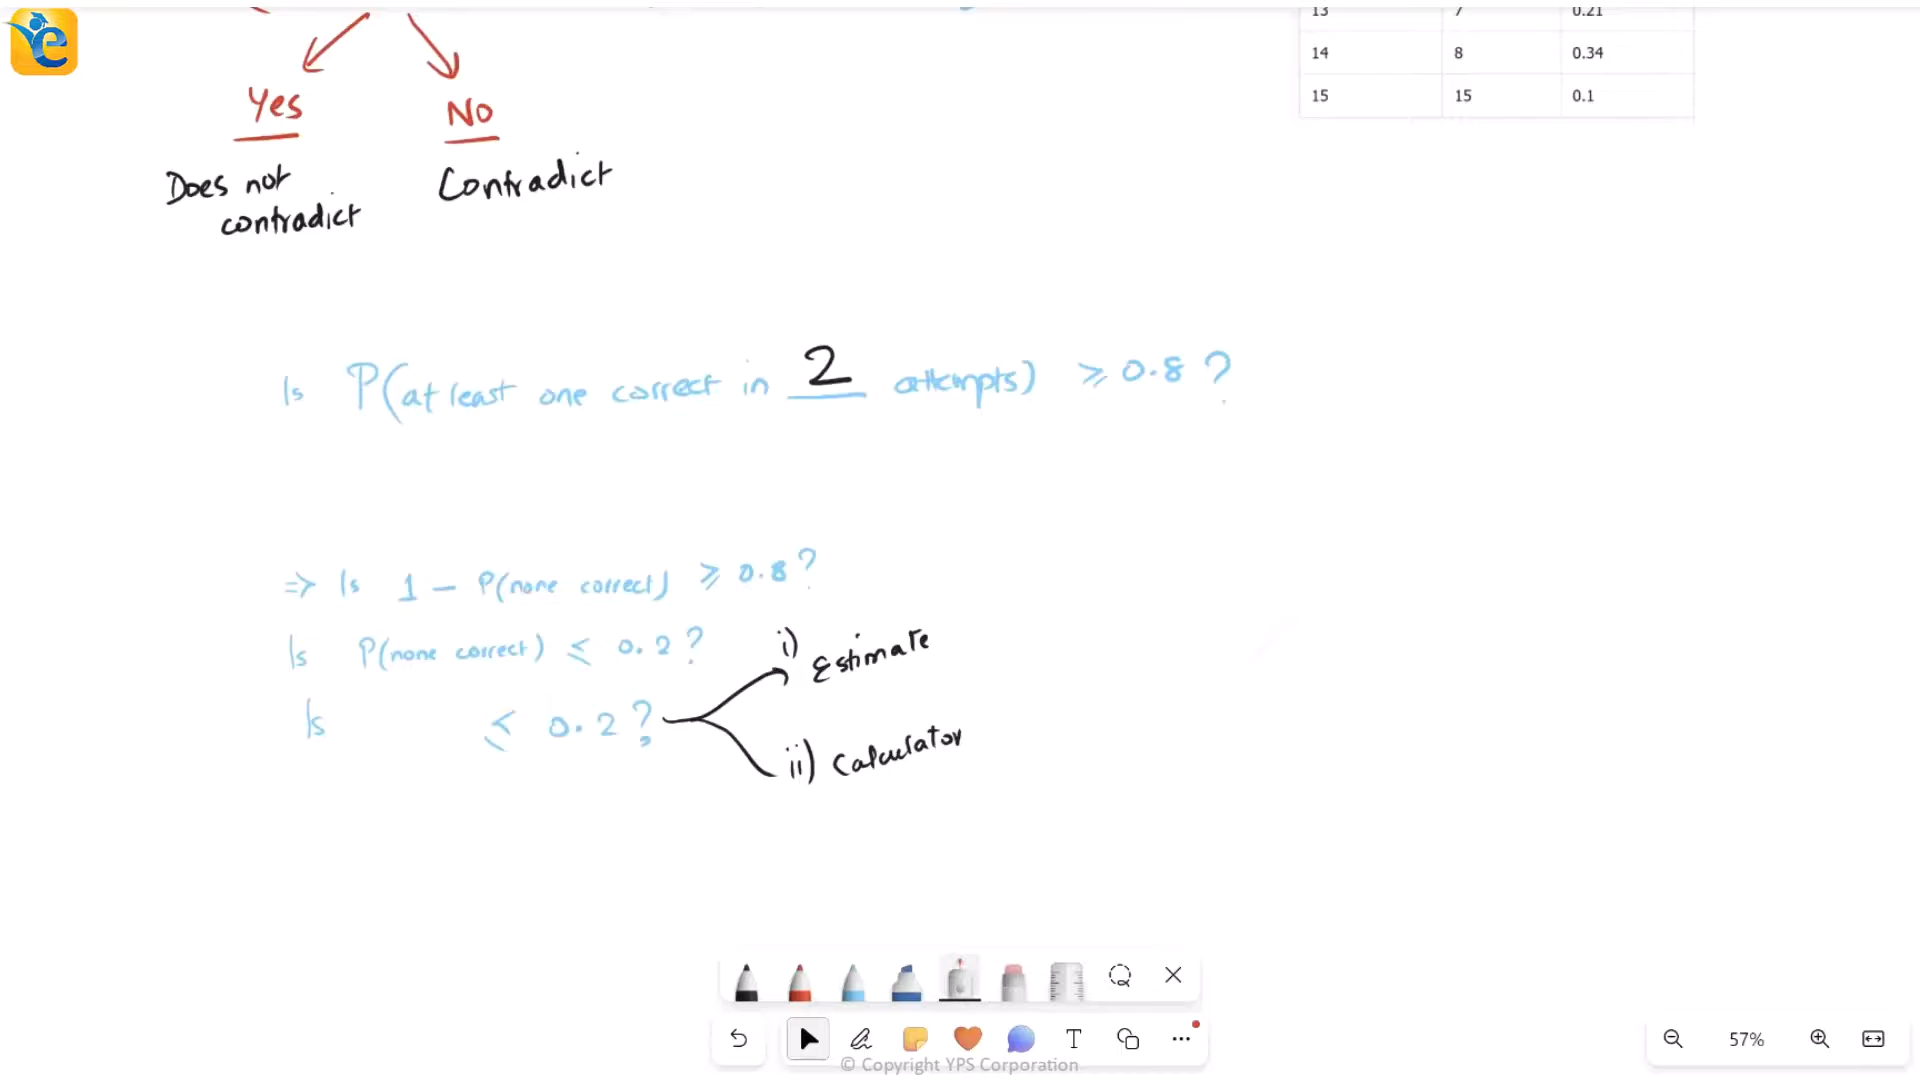 13 7 0.21
14 8 0.34
15 15 0.1
Yes No
Does not contradict Contradict
Is P(at least one correct in 2 attempts) ≥ 0.8 ?
⇒ Is 1 − P(none correct) ≥ 0.8 ?
Is P(none correct) ≤ 0.2 ?
i) Estimate
Is ≤ 0.2 ?
ii) Calculator
T
57%
© Copyright YPS Corporation